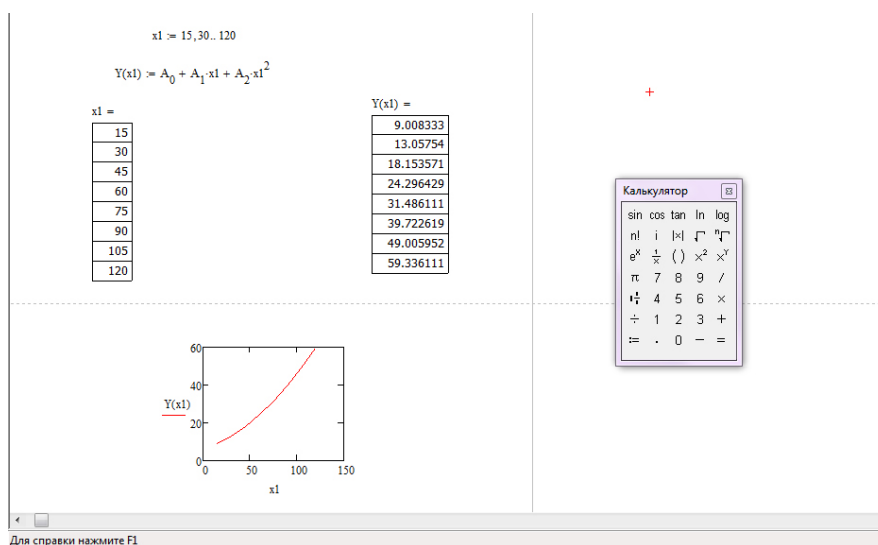 x1 := 15,30.. 120
Y(x1) := A₀ + A₁·x1 + A₂·x1²
x1 =
15
30
45
60
75
90
105
120
Y(x1) =
9.008333
13.05754
18.153571
24.296429
31.486111
39.722619
49.005952
59.336111
Калькулятор
sin cos tan ln log
n! i |×| √ ⁿ√
eˣ 1/x ( ) ×² ×ʸ
π 7 8 9 /
4 5 6 ×
÷ 1 2 3 +
:= . 0 − =
60
40
Y(x1)
20
0
0 50 100 150
x1
Для справки нажмите F1